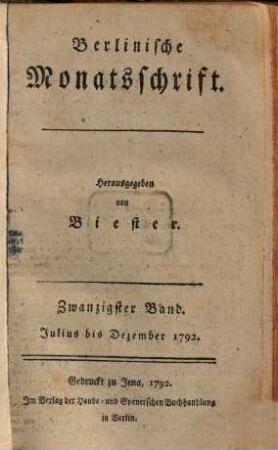 Berlinische
Monatsschrift.
Herausgegeben
von
Biester.
Zwanzigster Band.
Julius bis Dezember 1792.
Gedruckt zu Jena, 1792.
Im Verlag der Haude- und Spenerschen Buchhandlung
in Berlin.